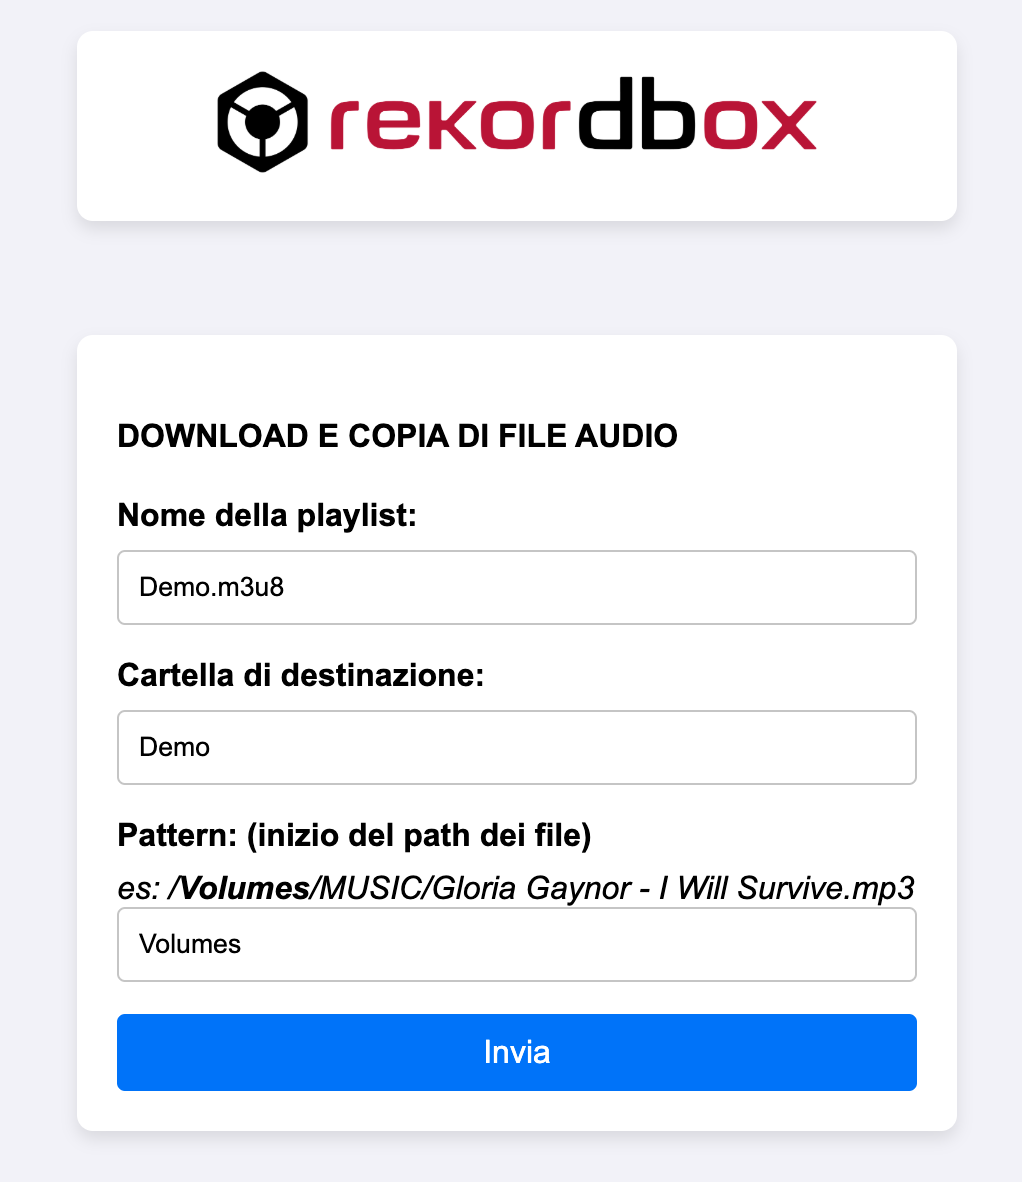 rekordbox
DOWNLOAD E COPIA DI FILE AUDIO
Nome della playlist:
Demo.m3u8
Cartella di destinazione:
Demo
Pattern: (inizio del path dei file)
es: /Volumes/MUSIC/Gloria Gaynor - I Will Survive.mp3
Volumes
Invia